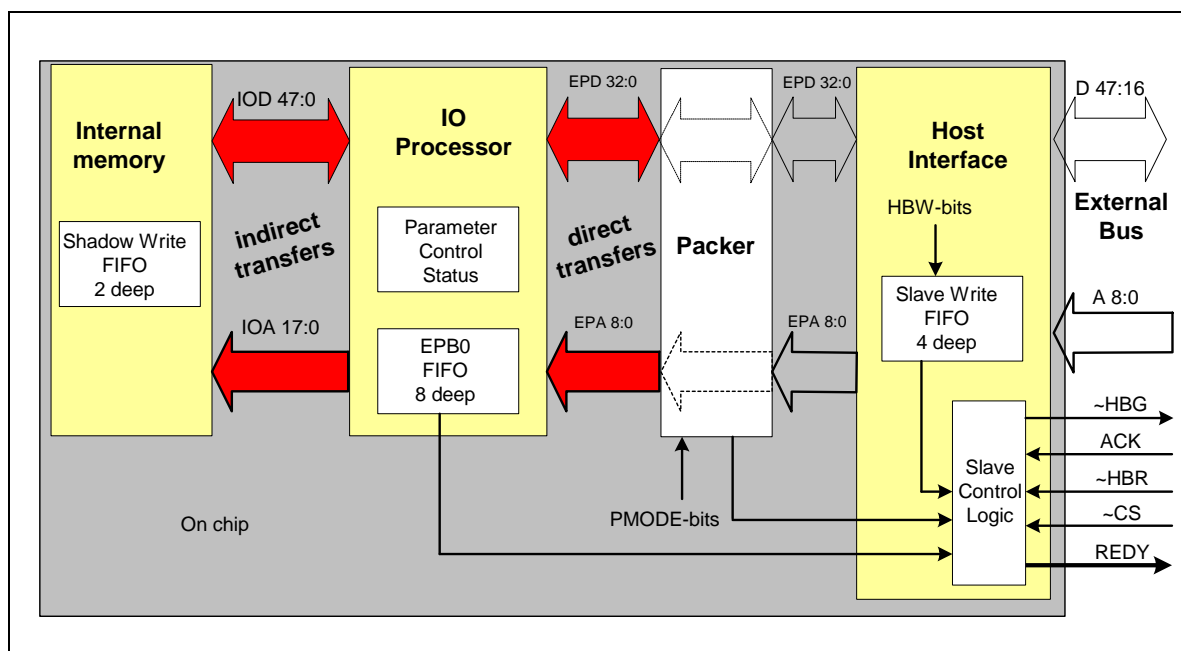 IOD 47:0
EPD 32:0
EPD 32:0
D 47:16
Internal
memory
IO
Processor
Host
Interface
External
Bus
indirect
transfers
direct
transfers
Packer
HBW-bits
Shadow Write
FIFO
2 deep
Parameter
Control
Status
Slave Write
FIFO
4 deep
A 8:0
IOA 17:0
EPA 8:0
EPA 8:0
EPB0
FIFO
8 deep
~HBG
ACK
~HBR
~CS
REDY
Slave
Control
Logic
On chip
PMODE-bits